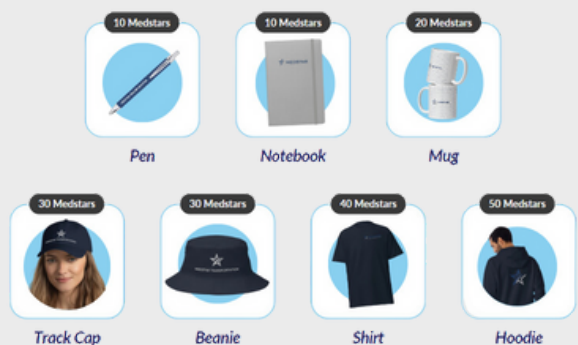 10 Medstars
10 Medstars
20 Medstars
Pen
Notebook
Mug
30 Medstars
30 Medstars
40 Medstars
50 Medstars
Track Cap
Beanie
Shirt
Hoodie